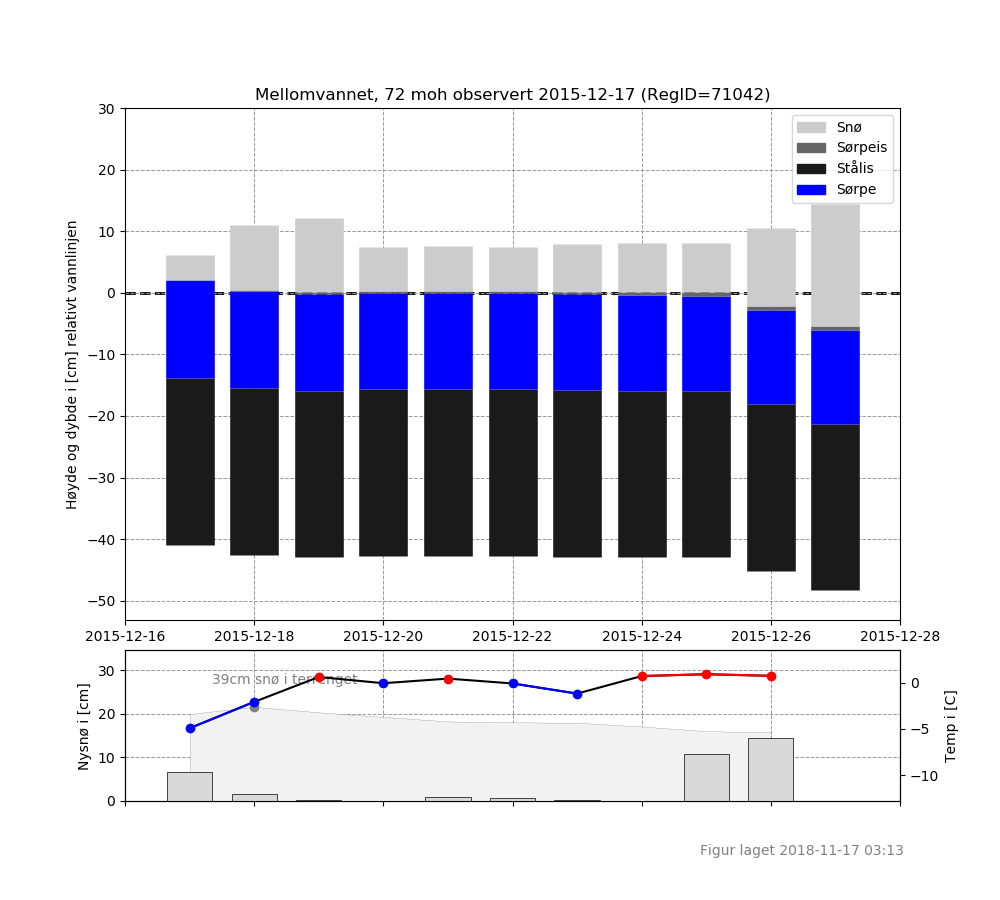 Mellomvannet, 72 moh observert 2015-12-17 (RegID=71042)
30
20
10
0
−10
−20
−30
−40
−50
Høyde og dybde i [cm] relativt vannlinjen
Snø
Sørpeis
Stålis
Sørpe
2015-12-16
2015-12-18
2015-12-20
2015-12-22
2015-12-24
2015-12-26
2015-12-28
39cm snø i terrenget
30
20
10
0
Nysnø i [cm]
0
−5
−10
Temp i [C]
Figur laget 2018-11-17 03:13